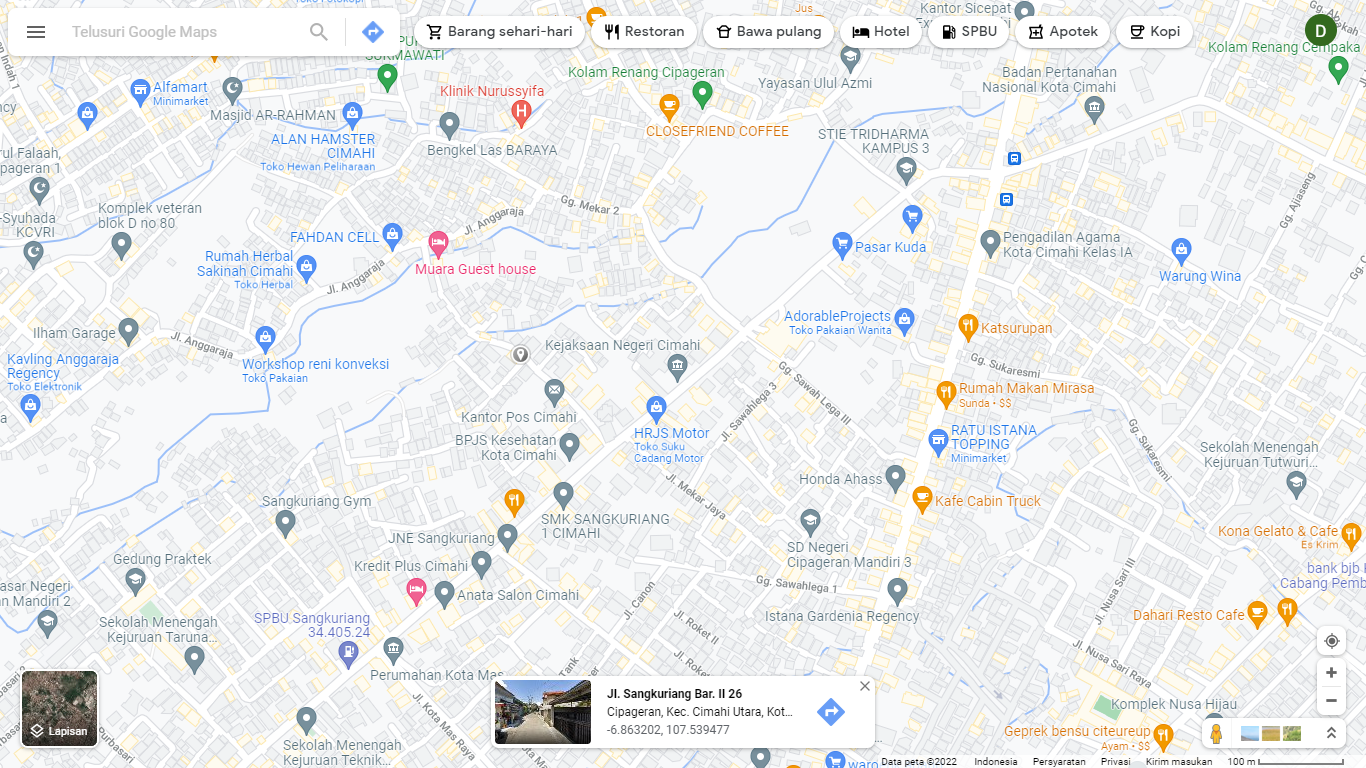 Telusuri Google Maps
Barang sehari-hari
Restoran
Bawa pulang
Hotel
SPBU
Apotek
Kopi
D
Jus
Kantor Sicepat
Kolam Renang Cempaka
Kolam Renang Cipageran
Yayasan Ulul Azmi
Badan Pertanahan
Nasional Kota Cimahi
Alfamart
Minimarket
Klinik Nurussyifa
Masjid AR-RAHMAN
ALAN HAMSTER
CIMAHI
Toko Hewan Peliharaan
Bengkel Las BARAYA
CLOSEFRIEND COFFEE
STIE TRIDHARMA
KAMPUS 3
rul Falaah,
pageran 1
-Syuhada
KCVRI
Komplek veteran
blok D no 80
Jl. Anggaraja
Gg. Mekar 2
Gg. Ajiaseng
FAHDAN CELL
Rumah Herbal
Sakinah Cimahi
Toko Herbal
Muara Guest house
Pasar Kuda
Pengadilan Agama
Kota Cimahi Kelas IA
Warung Wina
Jl. Anggaraja
AdorableProjects
Toko Pakaian Wanita
Katsurupan
Ilham Garage
Jl. Anggaraja
Kavling Anggaraja
Regency
Toko Elektronik
Workshop reni konveksi
Toko Pakaian
Kejaksaan Negeri Cimahi
Gg. Sukaresmi
Gg. Sawah Lega III
Jl. Sawahlega 3
Rumah Makan Mirasa
Sunda • $$
Kantor Pos Cimahi
BPJS Kesehatan
Kota Cimahi
HRJS Motor
Toko Suku
Cadang Motor
RATU ISTANA
TOPPING
Minimarket
Gg. Sukaresmi
Sekolah Menengah
Kejuruan Tutwuri...
Honda Ahass
Jl. Mekar Jaya
Kafe Cabin Truck
Sangkuriang Gym
SMK SANGKURIANG
1 CIMAHI
JNE Sangkuriang
Kredit Plus Cimahi
Anata Salon Cimahi
SD Negeri
Cipageran Mandiri 3
Kona Gelato & Cafe
Es Krim
bank bjb K
Cabang Pemb
Gedung Praktek
asar Negeri
n Mandiri 2
Sekolah Menengah
Kejuruan Taruna...
SPBU Sangkuriang
34.405.24
Gg. Sawahlega 1
Jl. Canon
Jl. Roket II
Istana Gardenia Regency
Jl. Nusa Sari III
Dahari Resto Cafe
Jl. Nusa Sari Raya
Perumahan Kota Mas
Jl. Kota Mas Raya
Komplek Nusa Hijau
Geprek bensu citeureup
Ayam • $$
Sekolah Menengah
Kejuruan Teknik...
Lapisan
Jl. Sangkuriang Bar. II 26
Cipageran, Kec. Cimahi Utara, Kot...
-6.863202, 107.539477
Data peta ©2022
Indonesia
Persyaratan
Privasi
Kirim masukan
100 m